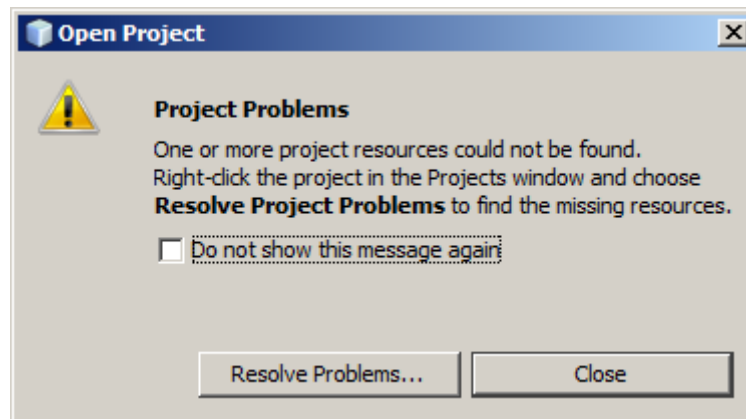 Open Project
Project Problems
One or more project resources could not be found.
Right-click the project in the Projects window and choose
Resolve Project Problems to find the missing resources.
Do not show this message again
Resolve Problems... Close